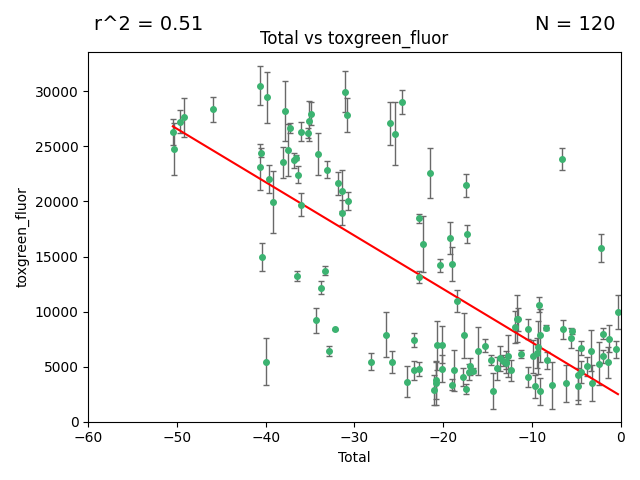 r^2 = 0.51 N = 120
Total vs toxgreen_fluor
30000
25000
20000
15000
10000
5000
0
toxgreen_fluor
−60 −50 −40 −30 −20 −10 0
Total